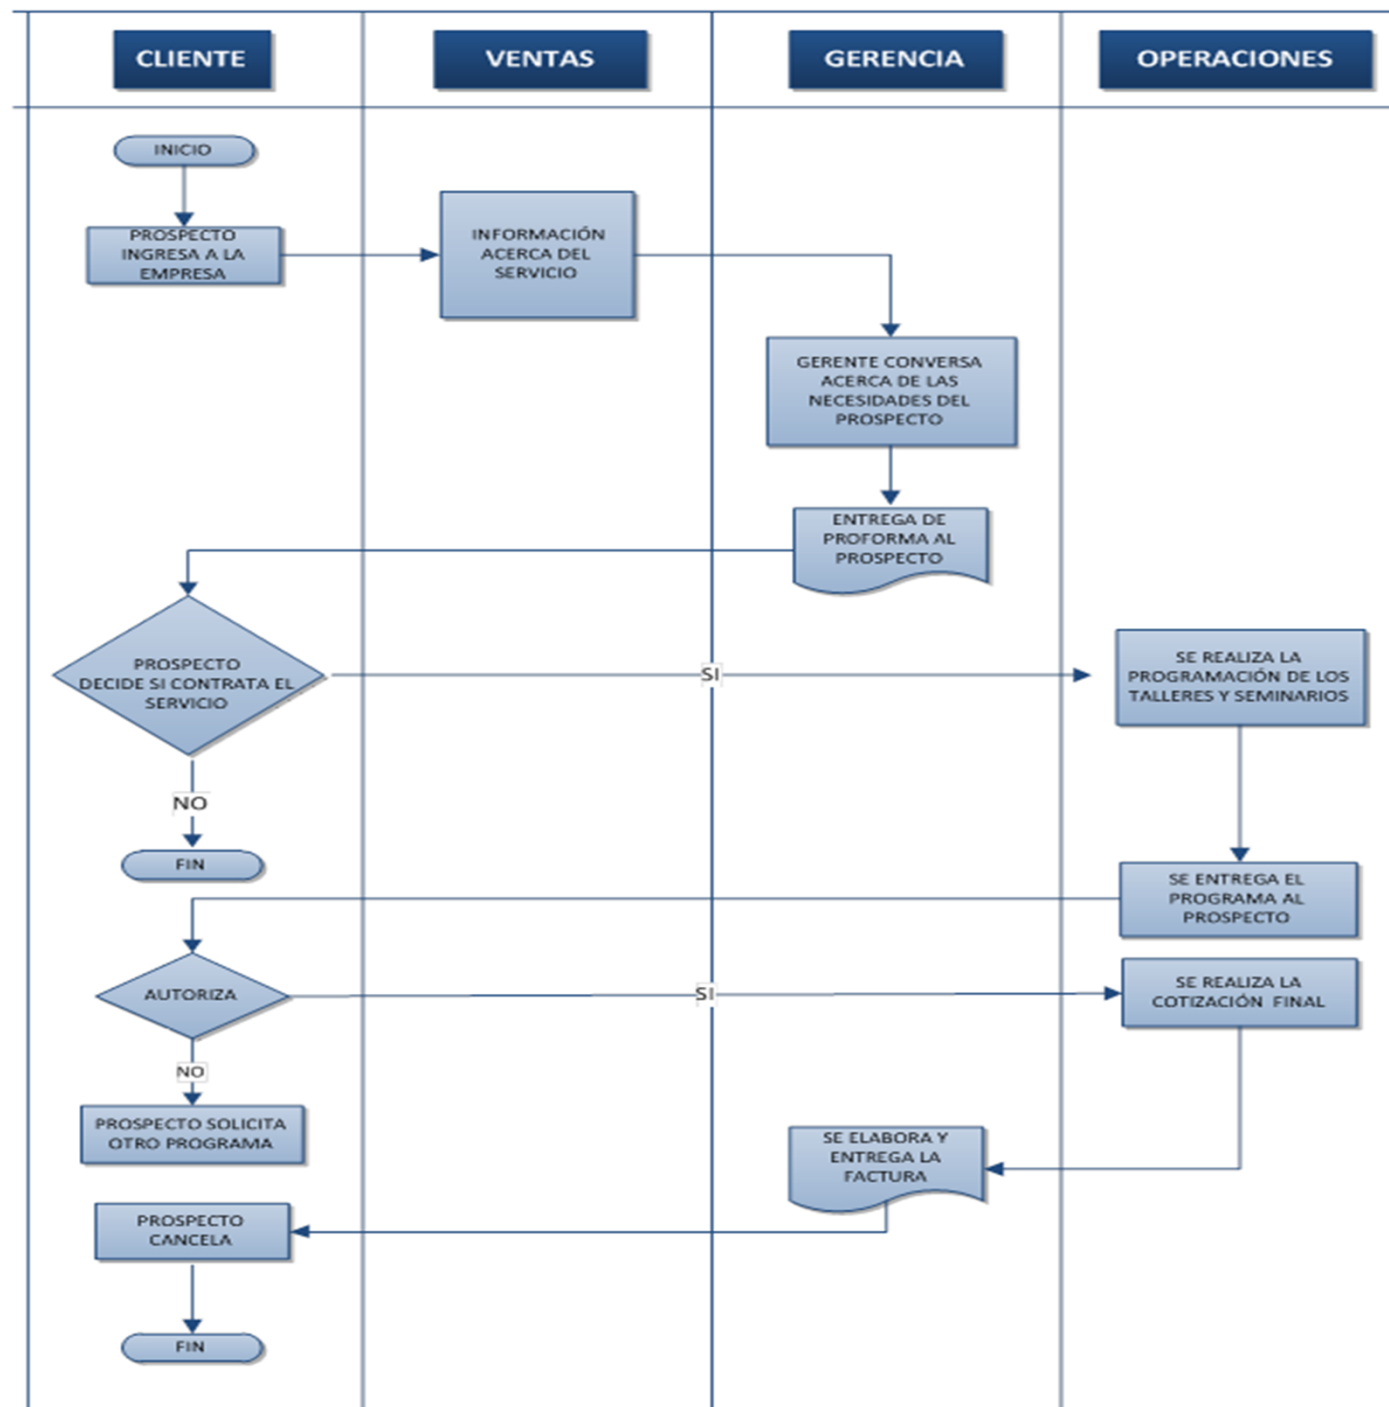 CLIENTE
VENTAS
GERENCIA
OPERACIONES
INICIO
PROSPECTO
INGRESA A LA
EMPRESA
INFORMACIÓN
ACERCA DEL
SERVICIO
GERENTE CONVERSA
ACERCA DE LAS
NECESIDADES DEL
PROSPECTO
ENTREGA DE
PROFORMA AL
PROSPECTO
PROSPECTO
DECIDE SI CONTRATA EL
SERVICIO
SI
SE REALIZA LA
PROGRAMACIÓN DE LOS
TALLERES Y SEMINARIOS
NO
FIN
SE ENTREGA EL
PROGRAMA AL
PROSPECTO
AUTORIZA
SI
SE REALIZA LA
COTIZACIÓN FINAL
NO
PROSPECTO SOLICITA
OTRO PROGRAMA
SE ELABORA Y
ENTREGA LA
FACTURA
PROSPECTO
CANCELA
FIN